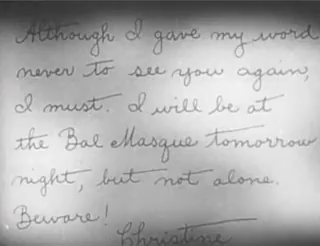 Although I gave my word
never to see you again,
I must. I will be at
the Bal Masque tomorrow
night, but not alone.
Beware!
Christine